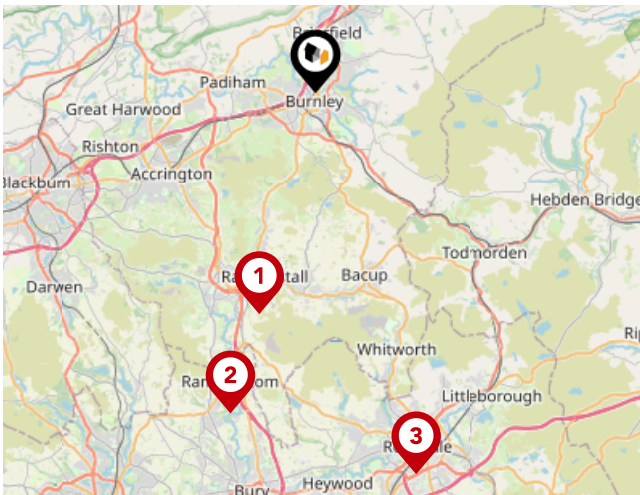 Padiham
Burnley
Great Harwood
Rishton
Accrington
Blackburn
Hebden Bridge
Todmorden
1
Bacup
Darwen
Whitworth
2
Littleborough
3
Heywood
Bury